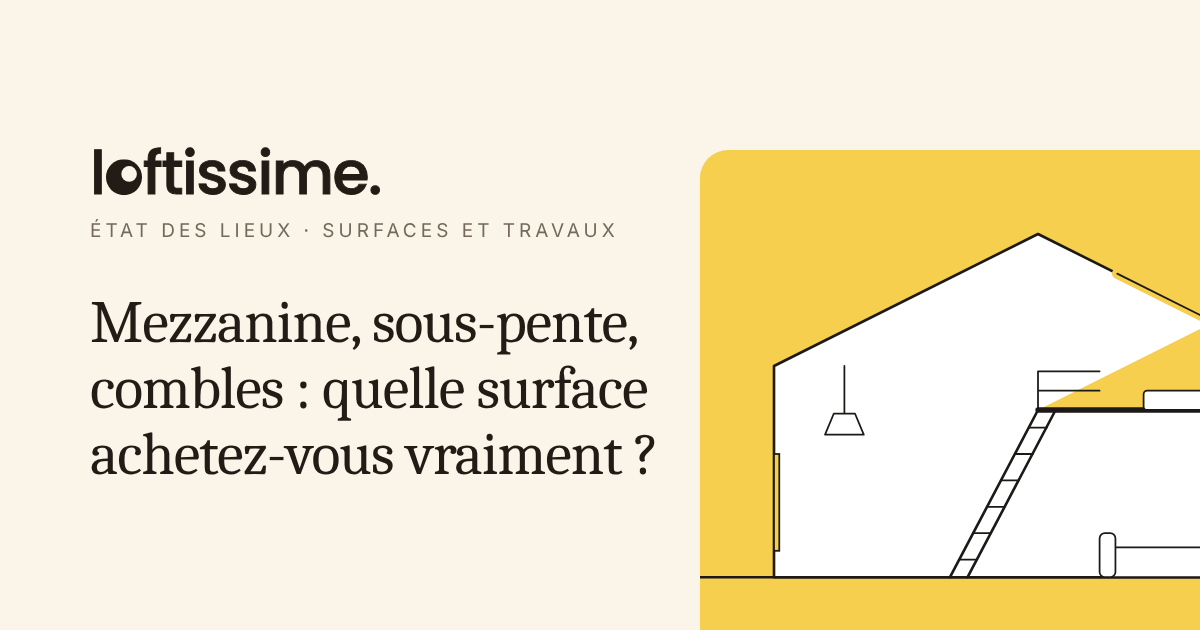 loftissime.
ÉTAT DES LIEUX · SURFACES ET TRAVAUX
Mezzanine, sous-pente,
combles : quelle surface
achetez-vous vraiment ?